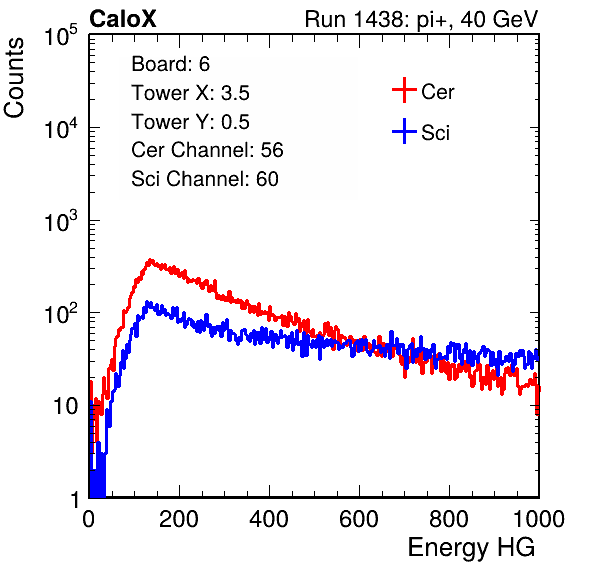 CaloX Run 1438: pi+, 40 GeV
Counts
10^5
10^4
10^3
10^2
10
1
Board: 6
Tower X: 3.5
Tower Y: 0.5
Cer Channel: 56
Sci Channel: 60
Cer
Sci
0 200 400 600 800 1000
Energy HG